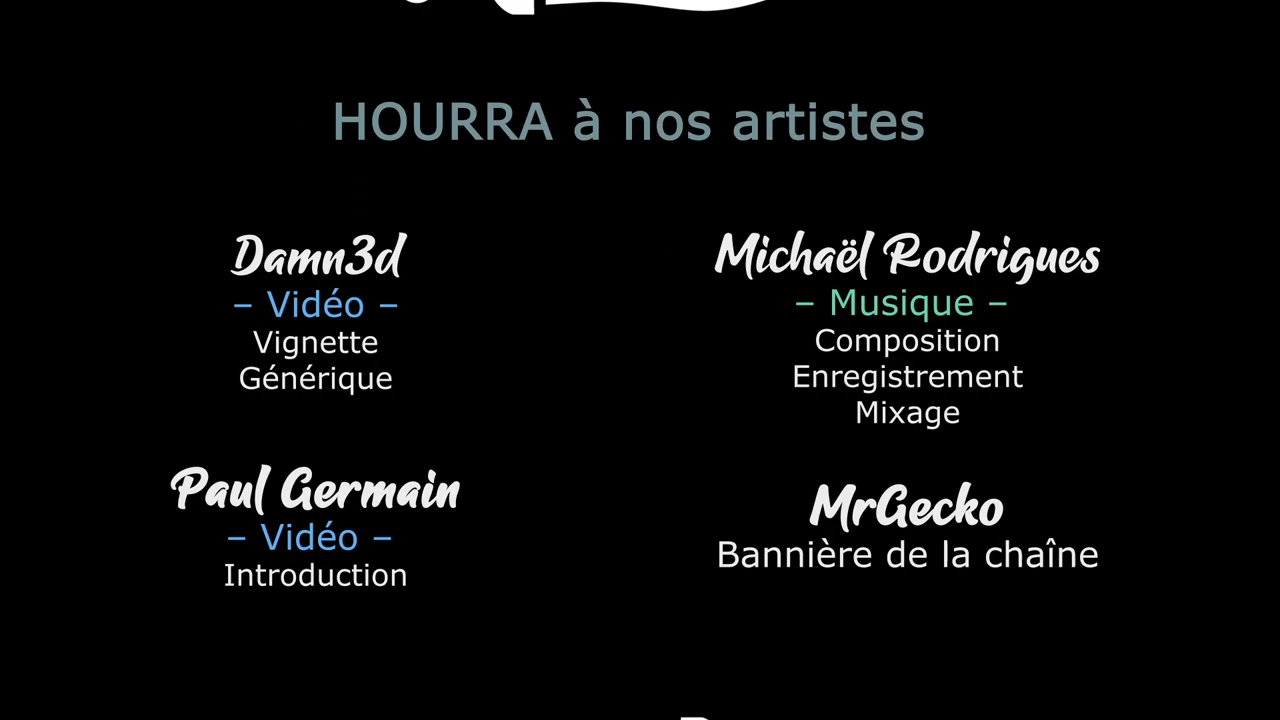 HOURRA à nos artistes
Damn3d
– Vidéo –
Vignette
Générique
Michaël Rodrigues
– Musique –
Composition
Enregistrement
Mixage
Paul Germain
– Vidéo –
Introduction
MrGecko
Bannière de la chaîne